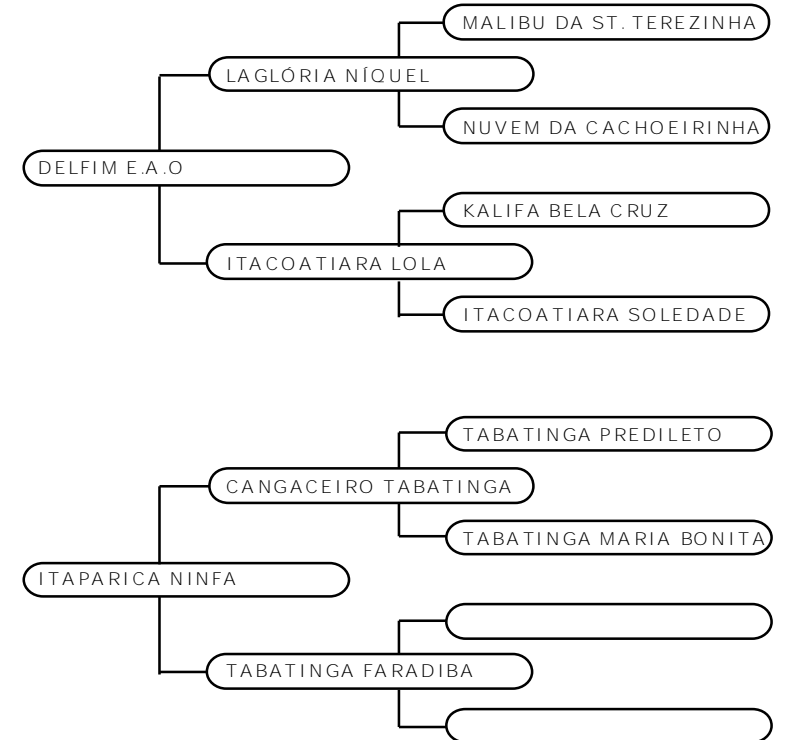 MALIBU DA ST. TEREZINHA
LAGLÓRIA NÍQUEL
NUVEM DA CACHOEIRINHA
DELFIM E.A.O
KALIFA BELA CRUZ
ITACOATIARA LOLA
ITACOATIARA SOLEDADE
TABATINGA PREDILETO
CANGACEIRO TABATINGA
TABATINGA MARIA BONITA
ITAPARICA NINFA
TABATINGA FARADIBA